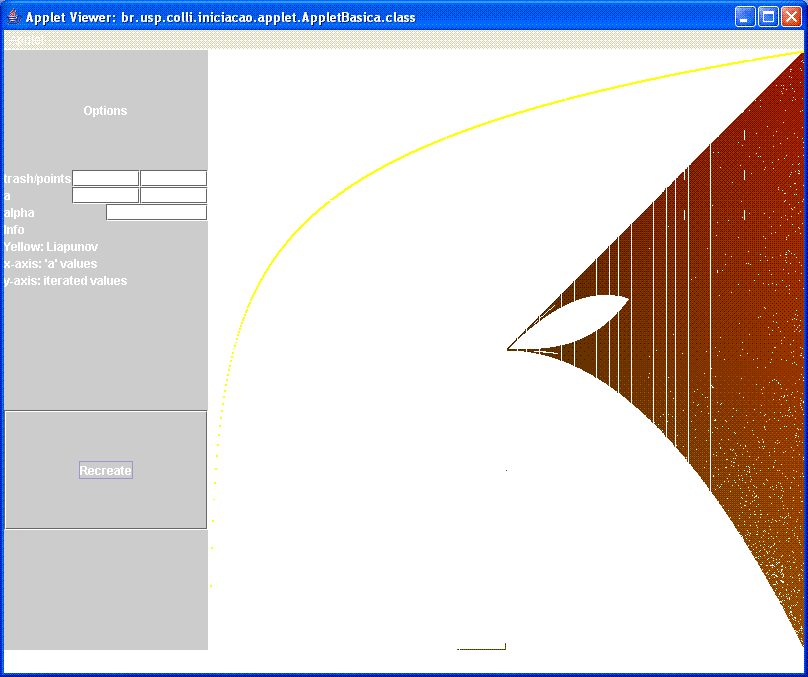 Applet Viewer: br.usp.colli.iniciacao.applet.AppletBasica.class
Applet
Options
trash/points
a
alpha
Info
Yellow: Liapunov
x-axis: 'a' values
y-axis: iterated values
Recreate